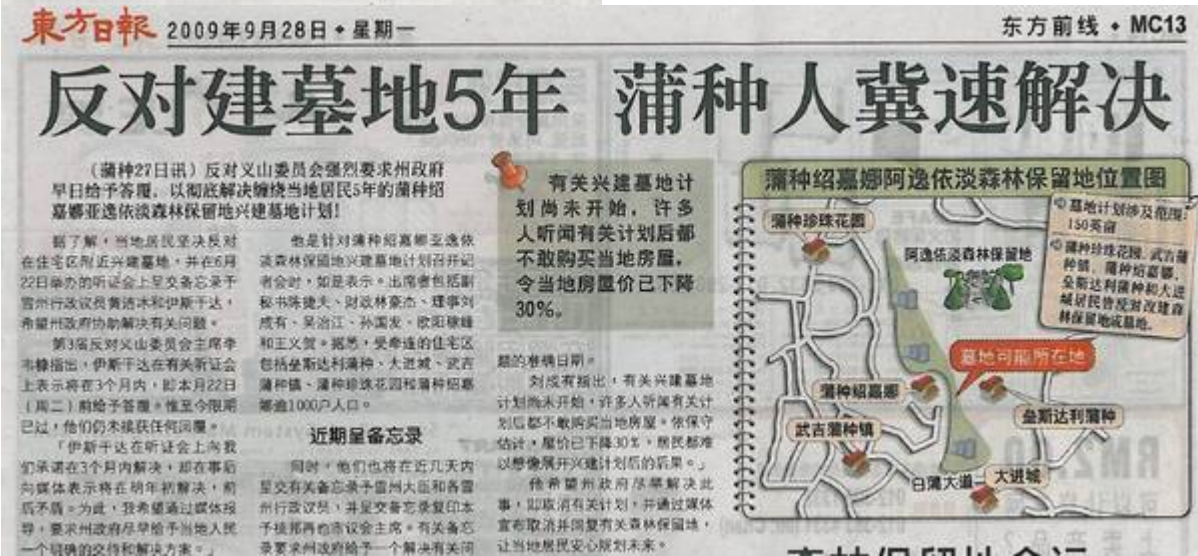 東方日報 2009年9月28日•星期一
东方前线•MC13
反对建墓地5年 蒲种人冀速解决
（蒲种27日讯）反对义山委员会强烈要求州政府
早日给予答覆，以彻底解决缠绕当地居民5年的蒲种绍
嘉娜亚逸依淡森林保留地兴建墓地计划！
据了解，当地居民坚决反对
在住宅区附近兴建墓地，并在6月
22日举办的听证会上呈交备忘录予
雪州行政议员黄洁冰和伊斯干达，
希望州政府协助解决有关问题。
第3届反对义山委员会主席李
指出，伊斯干达在有关听证会
上表示将在3个月内，即本月22日
（周二）前给予答覆。惟至今限期
已过，他们仍未接获任何回覆。
「伊斯干达在听证会上向我
们承诺在3个月内解决，却在事后
向媒体表示将在明年初解决，前
后矛盾。为此，我希望通过媒体报
导，要求州政府尽早给予当地人民
一个明确的交待和解决方案。」
他是针对蒲种绍嘉娜亚逸依
淡森林保留地兴建墓地计划召开记
者会时，如是表示。出席者包括副
秘书陈捷夫、财政林豪杰、理事刘
成有、吴治江、孙国发、欧阳
和王义贺。据悉，受牵连的住宅区
包括垒斯达利蒲种、大进城、武吉
蒲种镇、蒲种珍珠花园和蒲种绍嘉
娜逾1000户人口。
近期呈备忘录
同时，他们也将在近几天内
呈交有关备忘录予雪州大臣和各雪
州行政议员，并呈交备忘录复印本
予梳邦再也市议会主席。有关备忘
录要求州政府给予一个解决有关问
题的准确日期。
刘成有指出，有关兴建墓地
计划尚未开始，许多人听闻有关计
划后都不敢购买当地房屋。依保守
估计，屋价已下降30%，居民都难
以想像展开兴建计划后的后果。」
他希望州政府尽早解决此
事，即取消有关计划，并通过媒体
宣布取消并回复有关森林保留地，
让当地居民安心规划未来。
有关兴建墓地计
划尚未开始，许多
人听闻有关计划后都
不敢购买当地房屋，
令当地房屋价已下降
30%。
蒲种绍嘉娜阿逸依淡森林保留地位置图
墓地计划涉及范围：
150英亩
蒲种珍珠花园、武吉蒲
种镇、蒲种绍嘉娜、
垒斯达利蒲种和大进
城居民皆反对改建森
林保留地成墓地。
蒲种珍珠花园
阿逸依淡森林保留地
墓地可能所在地
蒲种绍嘉娜
垒斯达利蒲种
武吉蒲种镇
白蒲大道
大进城